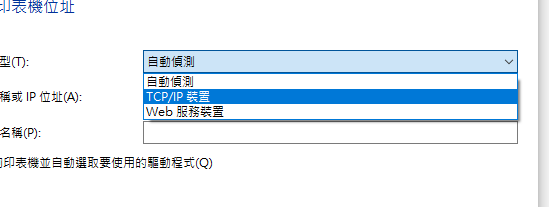 印表機位址
型(T):
自動偵測
自動偵測
TCP/IP 裝置
稱或 IP 位址(A):
Web 服務裝置
名稱(P):
印表機並自動選取要使用的驅動程式(Q)